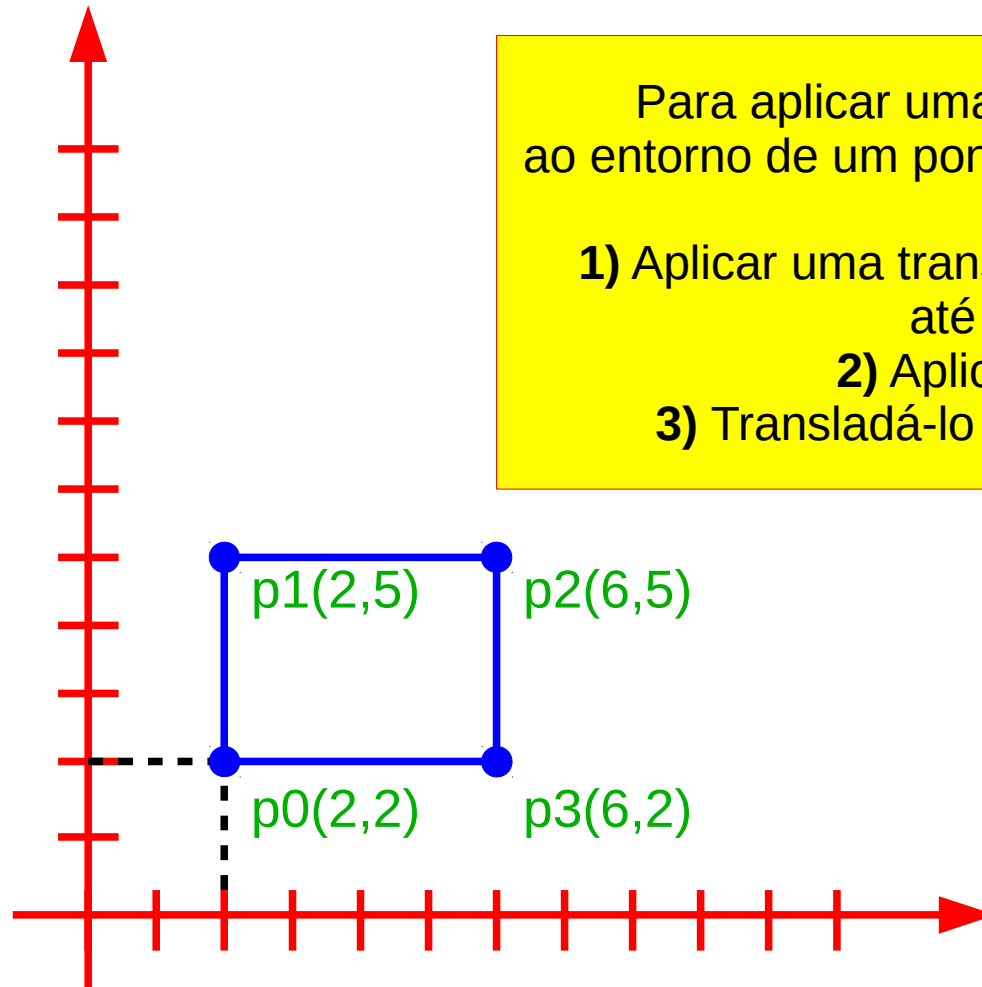 Para aplicar uma
ao entorno de um pon
1) Aplicar uma trans
até
2) Aplic
3) Transladá-lo
p1(2,5)
p2(6,5)
p0(2,2)
p3(6,2)